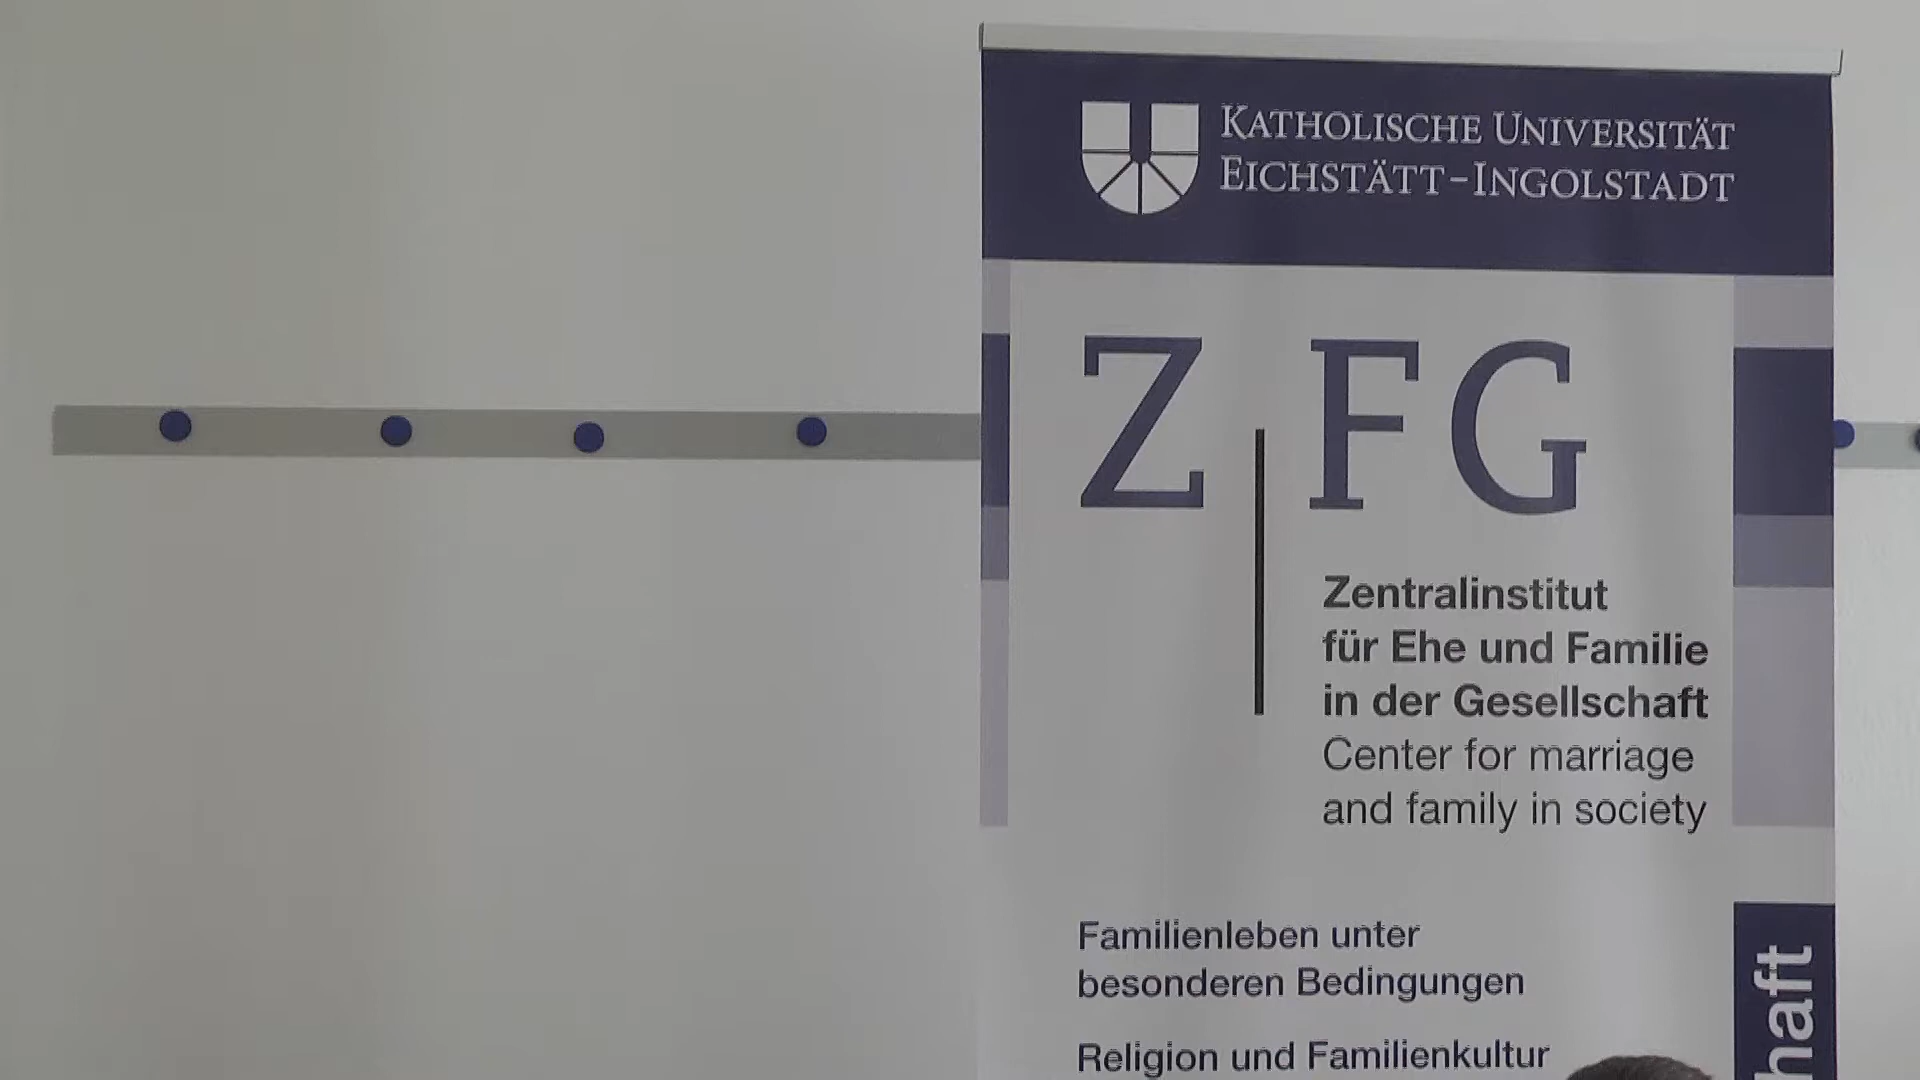 KATHOLISCHE UNIVERSITÄT
EICHSTÄTT-INGOLSTADT
Z FG
Zentralinstitut
für Ehe und Familie
in der Gesellschaft
Center for marriage
and family in society
Familienleben unter
besonderen Bedingungen
Religion und Familienkultur
haft